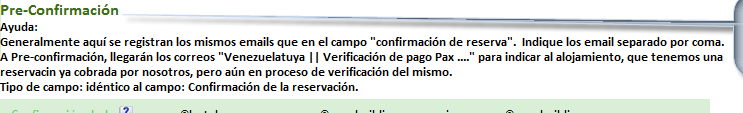 Pre-Confirmación
Ayuda:
Generalmente aquí se registran los mismos emails que en el campo "confirmación de reserva". Indique los email separado por coma.
A Pre-confirmación, llegarán los correos "Venezuelatuya || Verificación de pago Pax ...." para indicar al alojamiento, que tenemos una
reservacin ya cobrada por nosotros, pero aún en proceso de verificación del mismo.
Tipo de campo: idéntico al campo: Confirmación de la reservación.